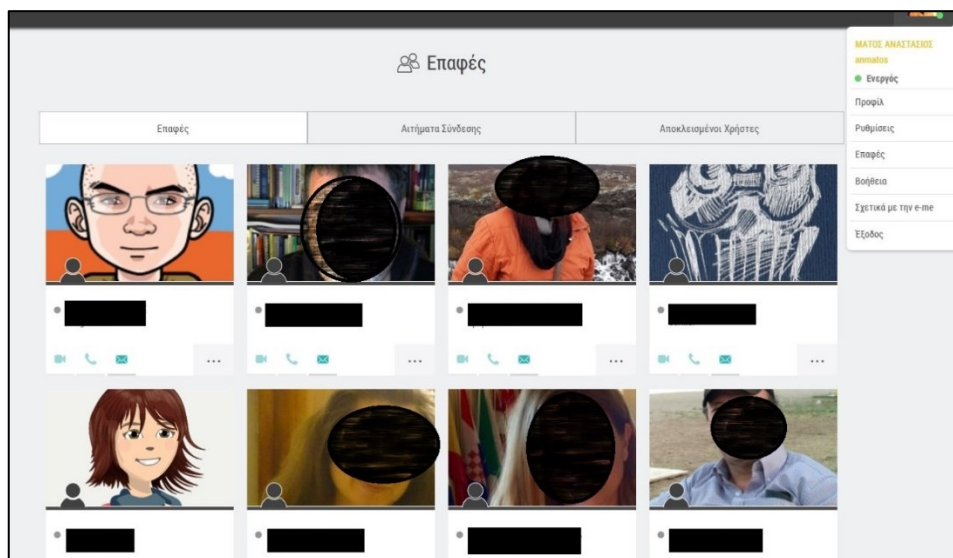 Επαφές
Επαφές
Αιτήματα Σύνδεσης
Αποκλεισμένοι Χρήστες
ΜΑΤΟΣ ΑΝΑΣΤΑΣΙΟΣ
anmatos
Ενεργός
Προφίλ
Ρυθμίσεις
Επαφές
Βοήθεια
Σχετικά με την e-me
Έξοδος